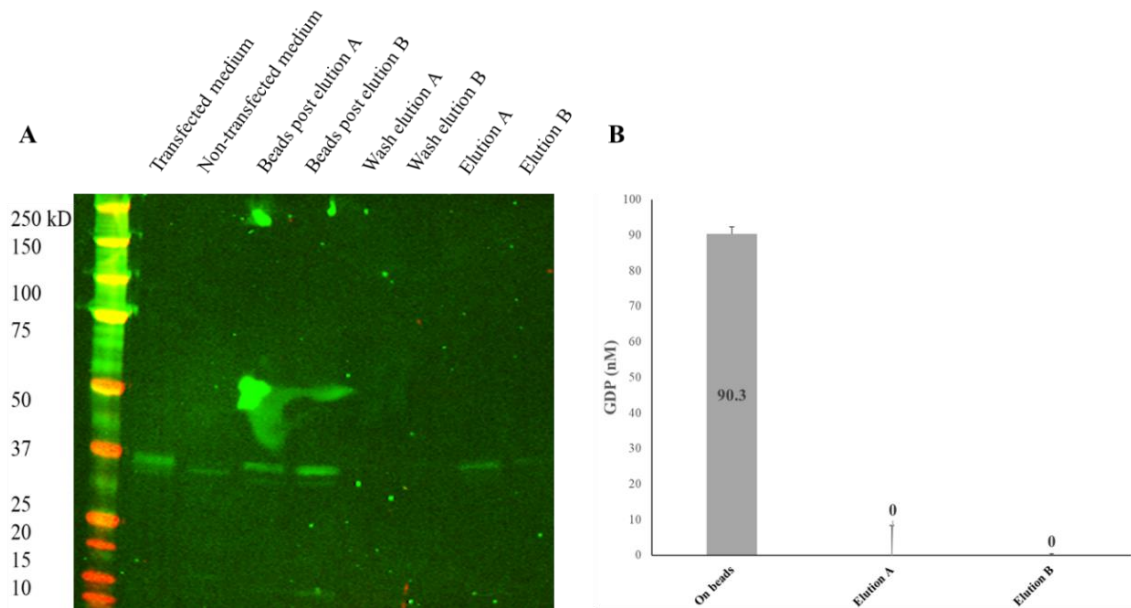 A
Transfected medium
Non-transfected medium
Beads post elution A
Beads post elution B
Wash elution A
Wash elution B
Elution A
Elution B
250 kD
150
100
75
50
37
25
20
15
10
B
GDP (nM)
100
90
80
70
60
50
40
30
20
10
0
90.3
0
0
On beads
Elution A
Elution B